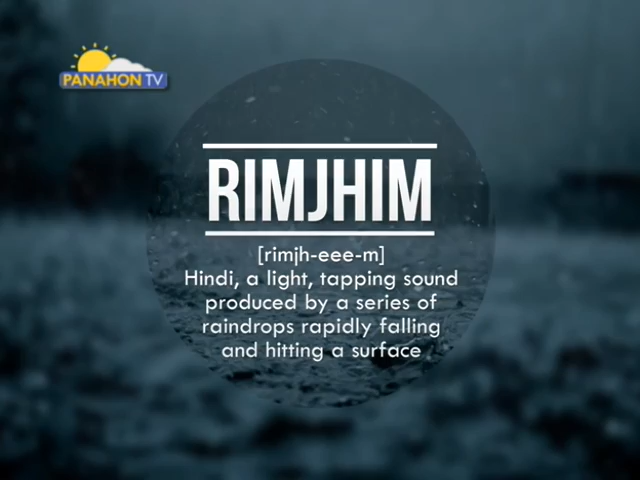 PANAHON TV
RIMJHIM
[rimjh-eee-m]
Hindi, a light, tapping sound
produced by a series of
raindrops rapidly falling
and hitting a surface